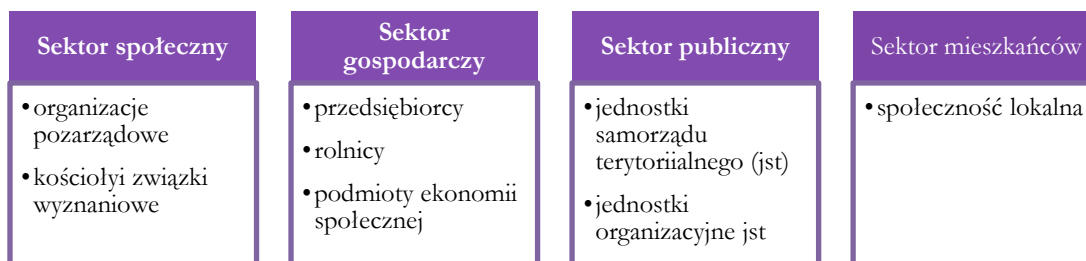 Sektor społeczny
• organizacje
pozarządowe
• kościołyi związki
wyznaniowe
Sektor
gospodarczy
• przedsiębiorcy
• rolnicy
• podmioty ekonomii
społecznej
Sektor publiczny
• jednostki
samorządu
terytoriialnego (jst)
• jednostki
organizacyjne jst
Sektor mieszkańców
• społeczność lokalna